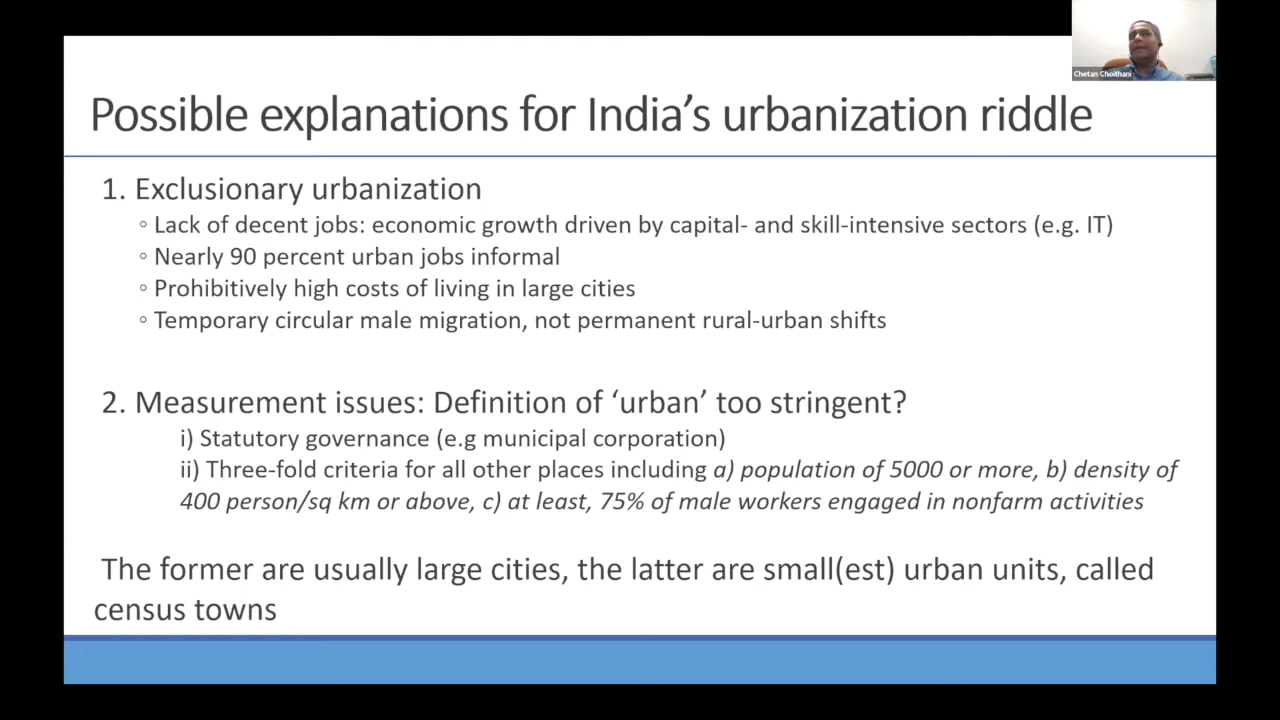 Chetan Choithani
Possible explanations for India’s urbanization riddle
1. Exclusionary urbanization
◦ Lack of decent jobs: economic growth driven by capital- and skill-intensive sectors (e.g. IT)
◦ Nearly 90 percent urban jobs informal
◦ Prohibitively high costs of living in large cities
◦ Temporary circular male migration, not permanent rural-urban shifts
2. Measurement issues: Definition of ‘urban’ too stringent?
i) Statutory governance (e.g municipal corporation)
ii) Three-fold criteria for all other places including a) population of 5000 or more, b) density of
400 person/sq km or above, c) at least, 75% of male workers engaged in nonfarm activities
The former are usually large cities, the latter are small(est) urban units, called
census towns